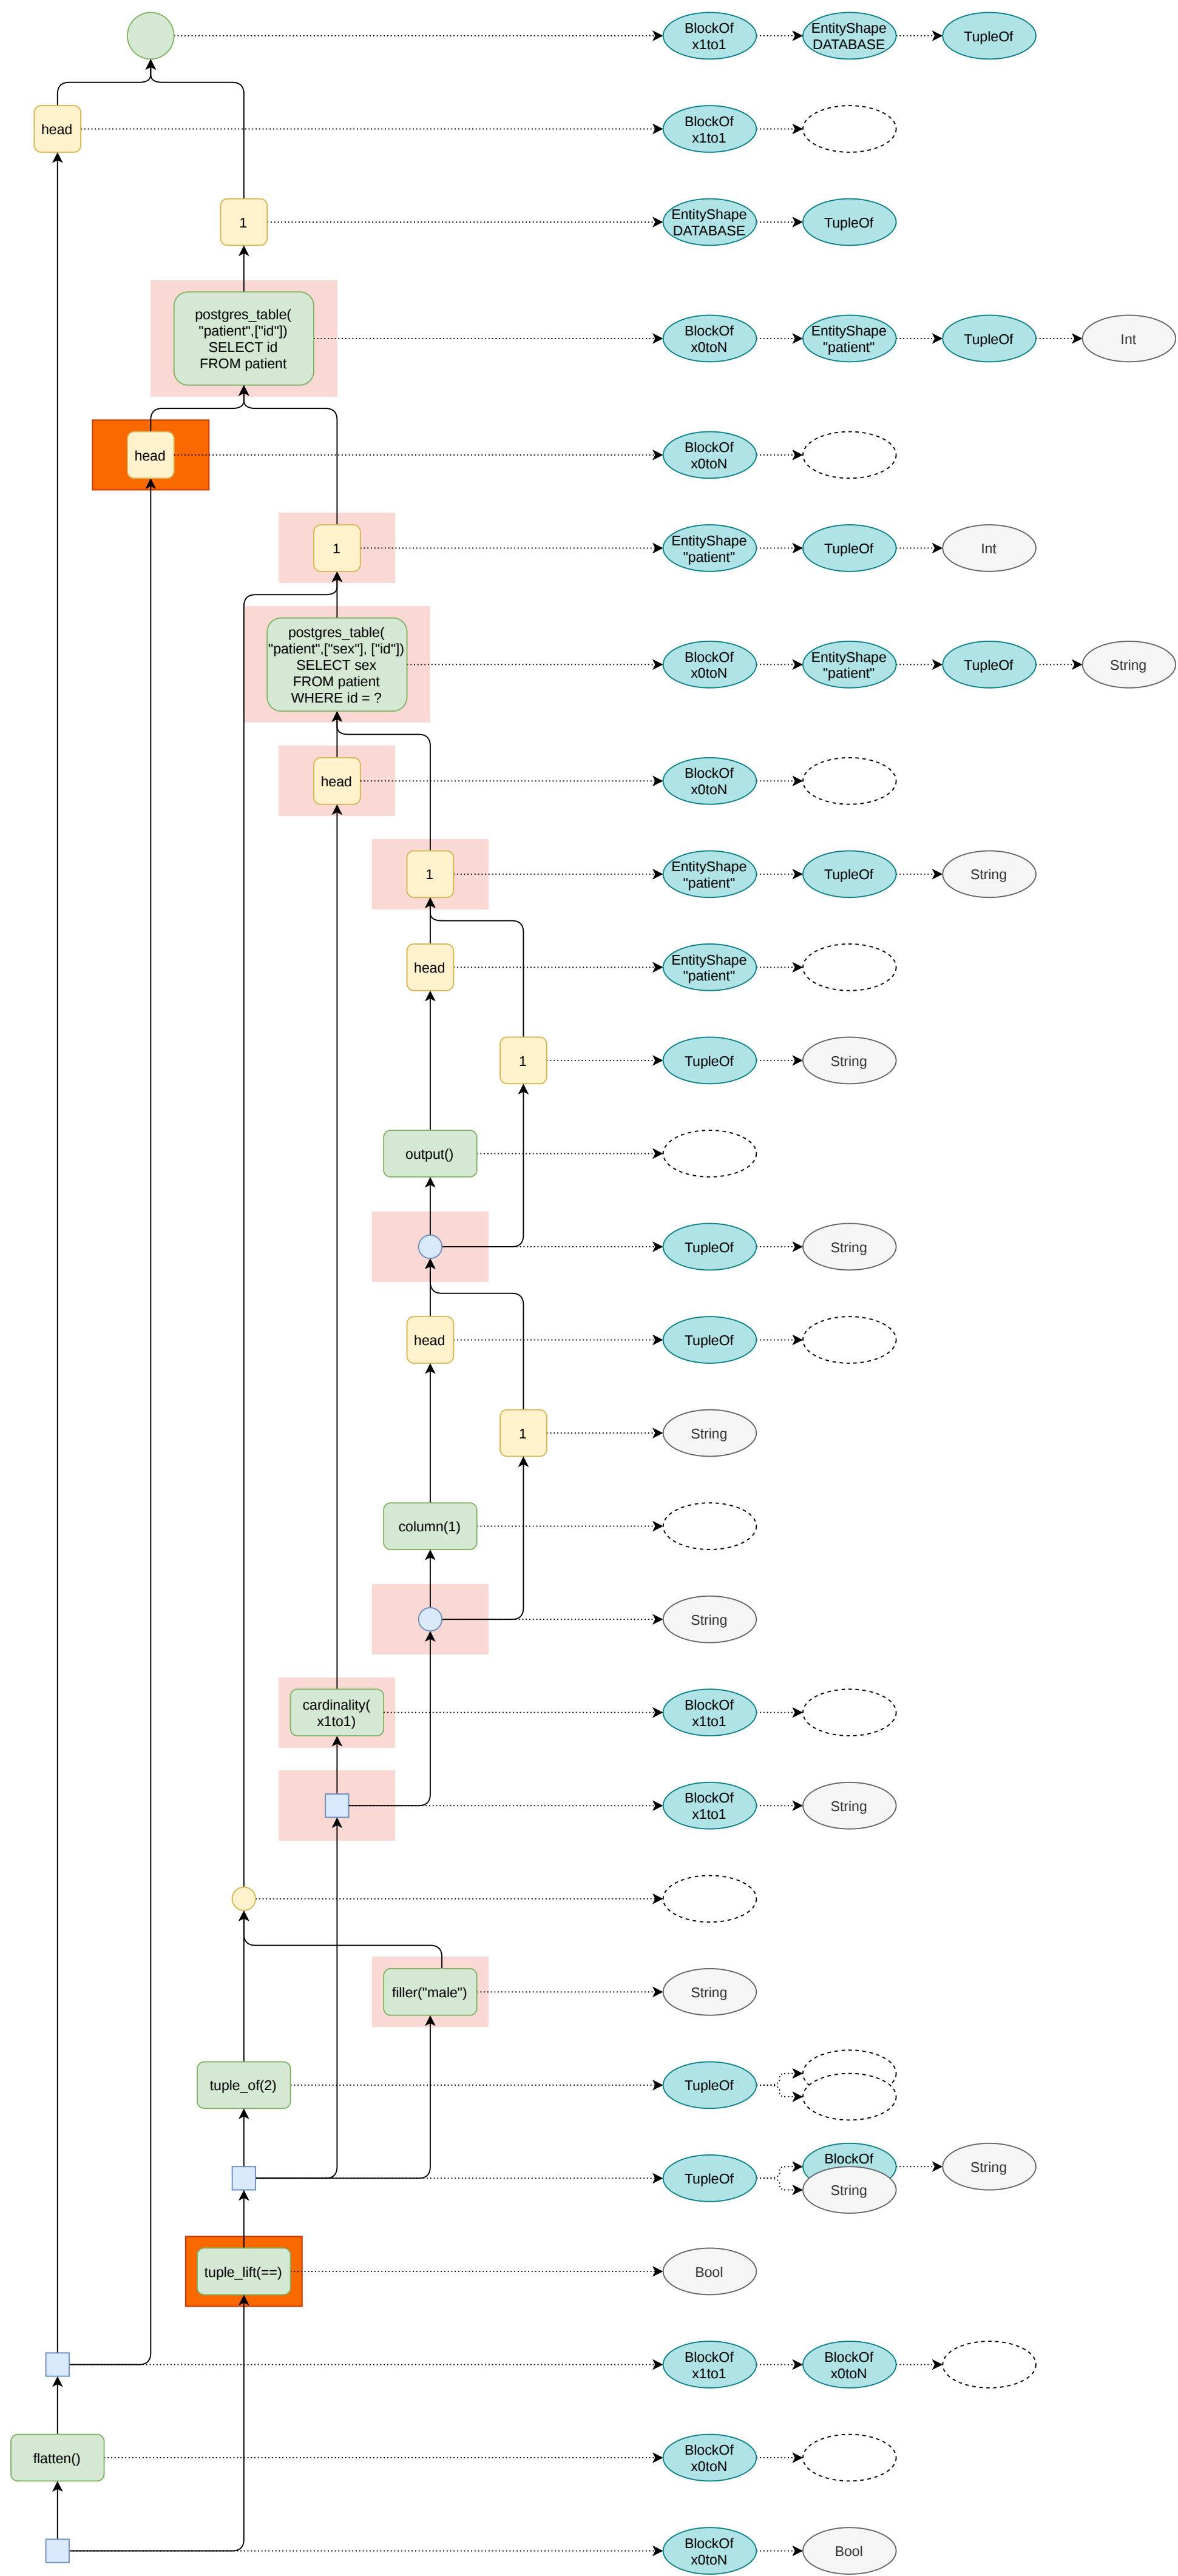 BlockOf
x1to1
EntityShape
DATABASE
TupleOf
head
BlockOf
x1to1
1
EntityShape
DATABASE
TupleOf
postgres_table(
"patient",["id"])
SELECT id
FROM patient
BlockOf
x0toN
EntityShape
"patient"
TupleOf
Int
head
BlockOf
x0toN
1
EntityShape
"patient"
TupleOf
Int
postgres_table(
"patient",["sex"], ["id"])
SELECT sex
FROM patient
WHERE id = ?
BlockOf
x0toN
EntityShape
"patient"
TupleOf
String
head
BlockOf
x0toN
1
EntityShape
"patient"
TupleOf
String
head
EntityShape
"patient"
1
TupleOf
String
output()
TupleOf
String
head
TupleOf
1
String
column(1)
String
cardinality(
x1to1)
BlockOf
x1to1
BlockOf
x1to1
String
filler("male")
String
tuple_of(2)
TupleOf
TupleOf
BlockOf
String
String
tuple_lift(==)
Bool
BlockOf
x1to1
BlockOf
x0toN
flatten()
BlockOf
x0toN
BlockOf
x0toN
Bool